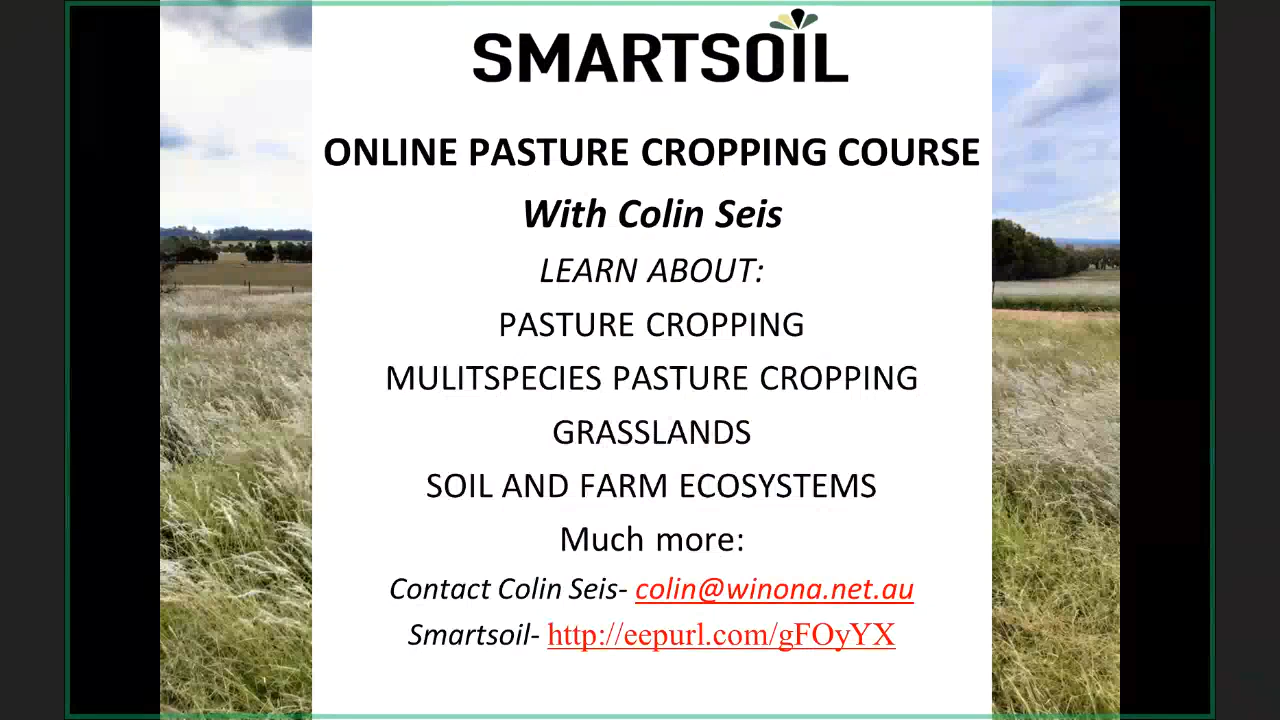 SMARTSOIL
ONLINE PASTURE CROPPING COURSE
With Colin Seis
LEARN ABOUT:
PASTURE CROPPING
MULITSPECIES PASTURE CROPPING
GRASSLANDS
SOIL AND FARM ECOSYSTEMS
Much more:
Contact Colin Seis- colin@winona.net.au
Smartsoil- http://eepurl.com/gFOyYX